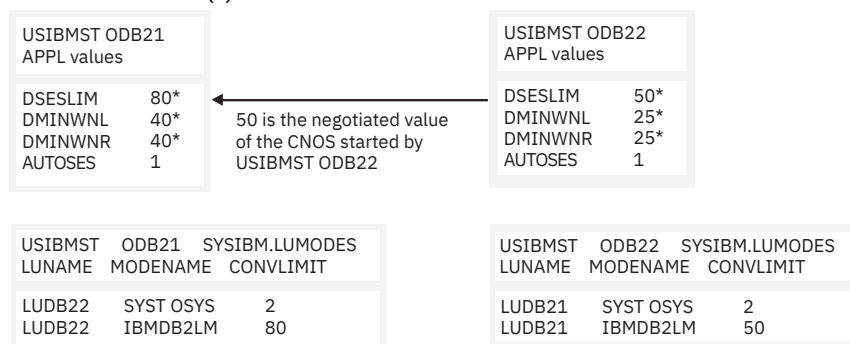 USIBMST ODB21
APPL values
DSESLIM 80*
DMINWNL 40*
DMINWNR 40*
AUTOSES 1
50 is the negotiated value
of the CNOS started by
USIBMST ODB22
USIBMST ODB22
APPL values
DSESLIM 50*
DMINWNL 25*
DMINWNR 25*
AUTOSES 1
USIBMST ODB21 SYSIBM.LUMODES
LUNAME MODENAME CONVLIMIT
LUDB22 SYST OSYS 2
LUDB22 IBMDB2LM 80
USIBMST ODB22 SYSIBM.LUMODES
LUNAME MODENAME CONVLIMIT
LUDB21 SYST OSYS 2
LUDB21 IBMDB2LM 50